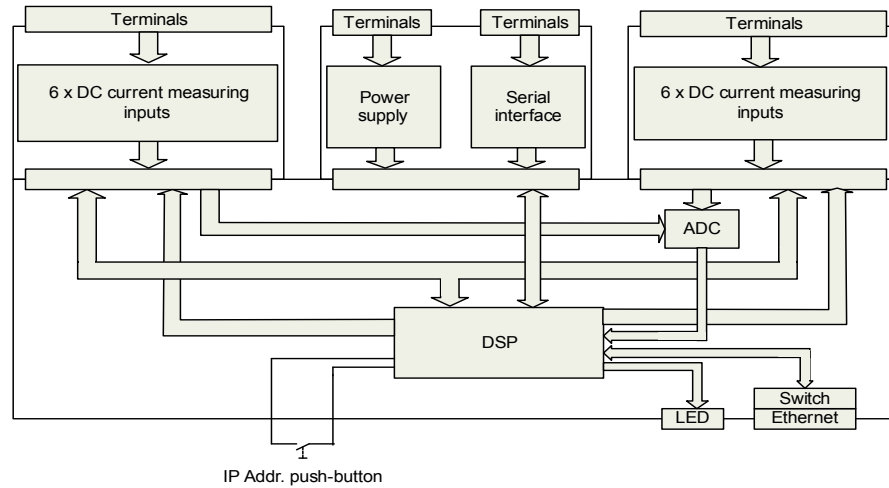 Terminals
Terminals
Terminals
Terminals
6 x DC current measuring
inputs
Power
supply
Serial
interface
6 x DC current measuring
inputs
ADC
DSP
Switch
LED
Ethernet
IP Addr. push-button